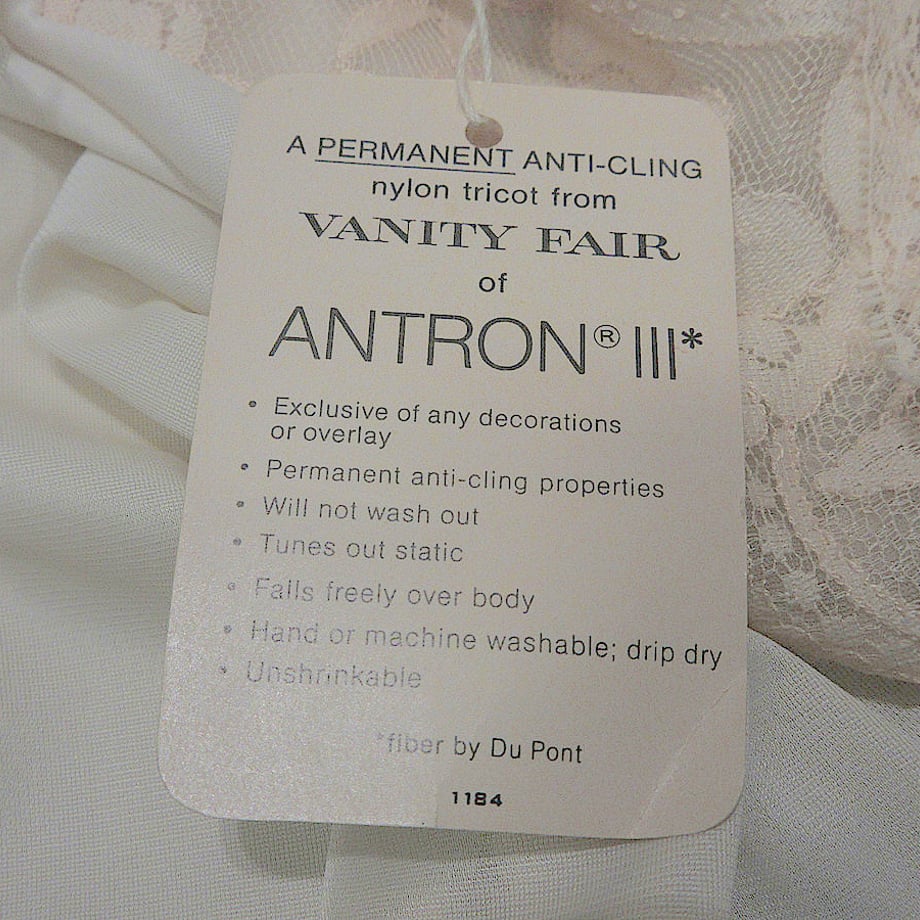 A PERMANENT ANTI-CLING
nylon tricot from
VANITY FAIR
of
ANTRON® III*
• Exclusive of any decorations
or overlay
• Permanent anti-cling properties
• Will not wash out
• Tunes out static
• Falls freely over body
• Hand or machine washable; drip dry
• Unshrinkable
*fiber by Du Pont
1184